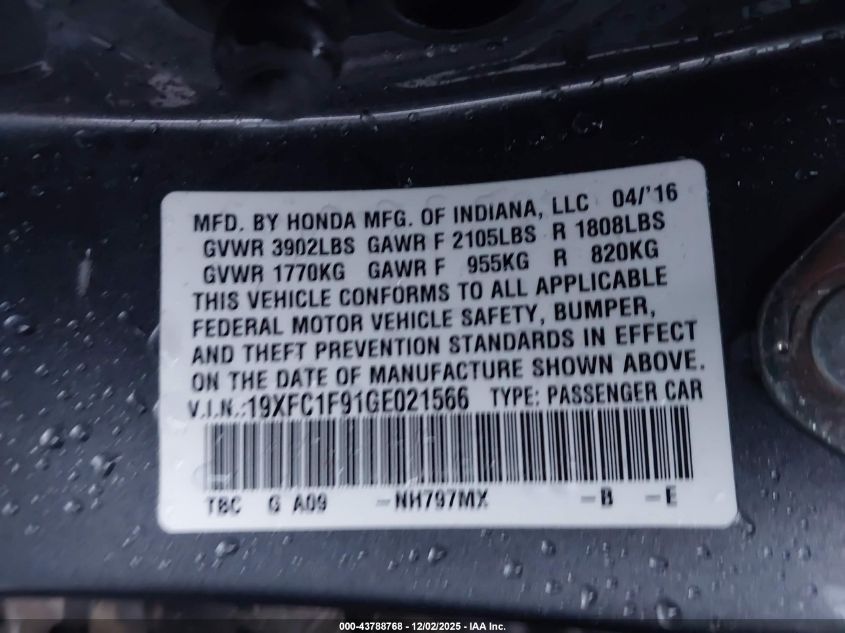 MFD. BY HONDA MFG. OF INDIANA, LLC 04/'16
GVWR 3902LBS GAWR F 2105LBS R 1808LBS
GVWR 1770KG GAWR F 955KG R 820KG
THIS VEHICLE CONFORMS TO ALL APPLICABLE
FEDERAL MOTOR VEHICLE SAFETY, BUMPER,
AND THEFT PREVENTION STANDARDS IN EFFECT
ON THE DATE OF MANUFACTURE SHOWN ABOVE.
V.I.N.:19XFC1F91GE021566 TYPE: PASSENGER CAR
TBC G A09 -NH797MX -B -E
000-43788768 - 12/02/2025 - IAA Inc.